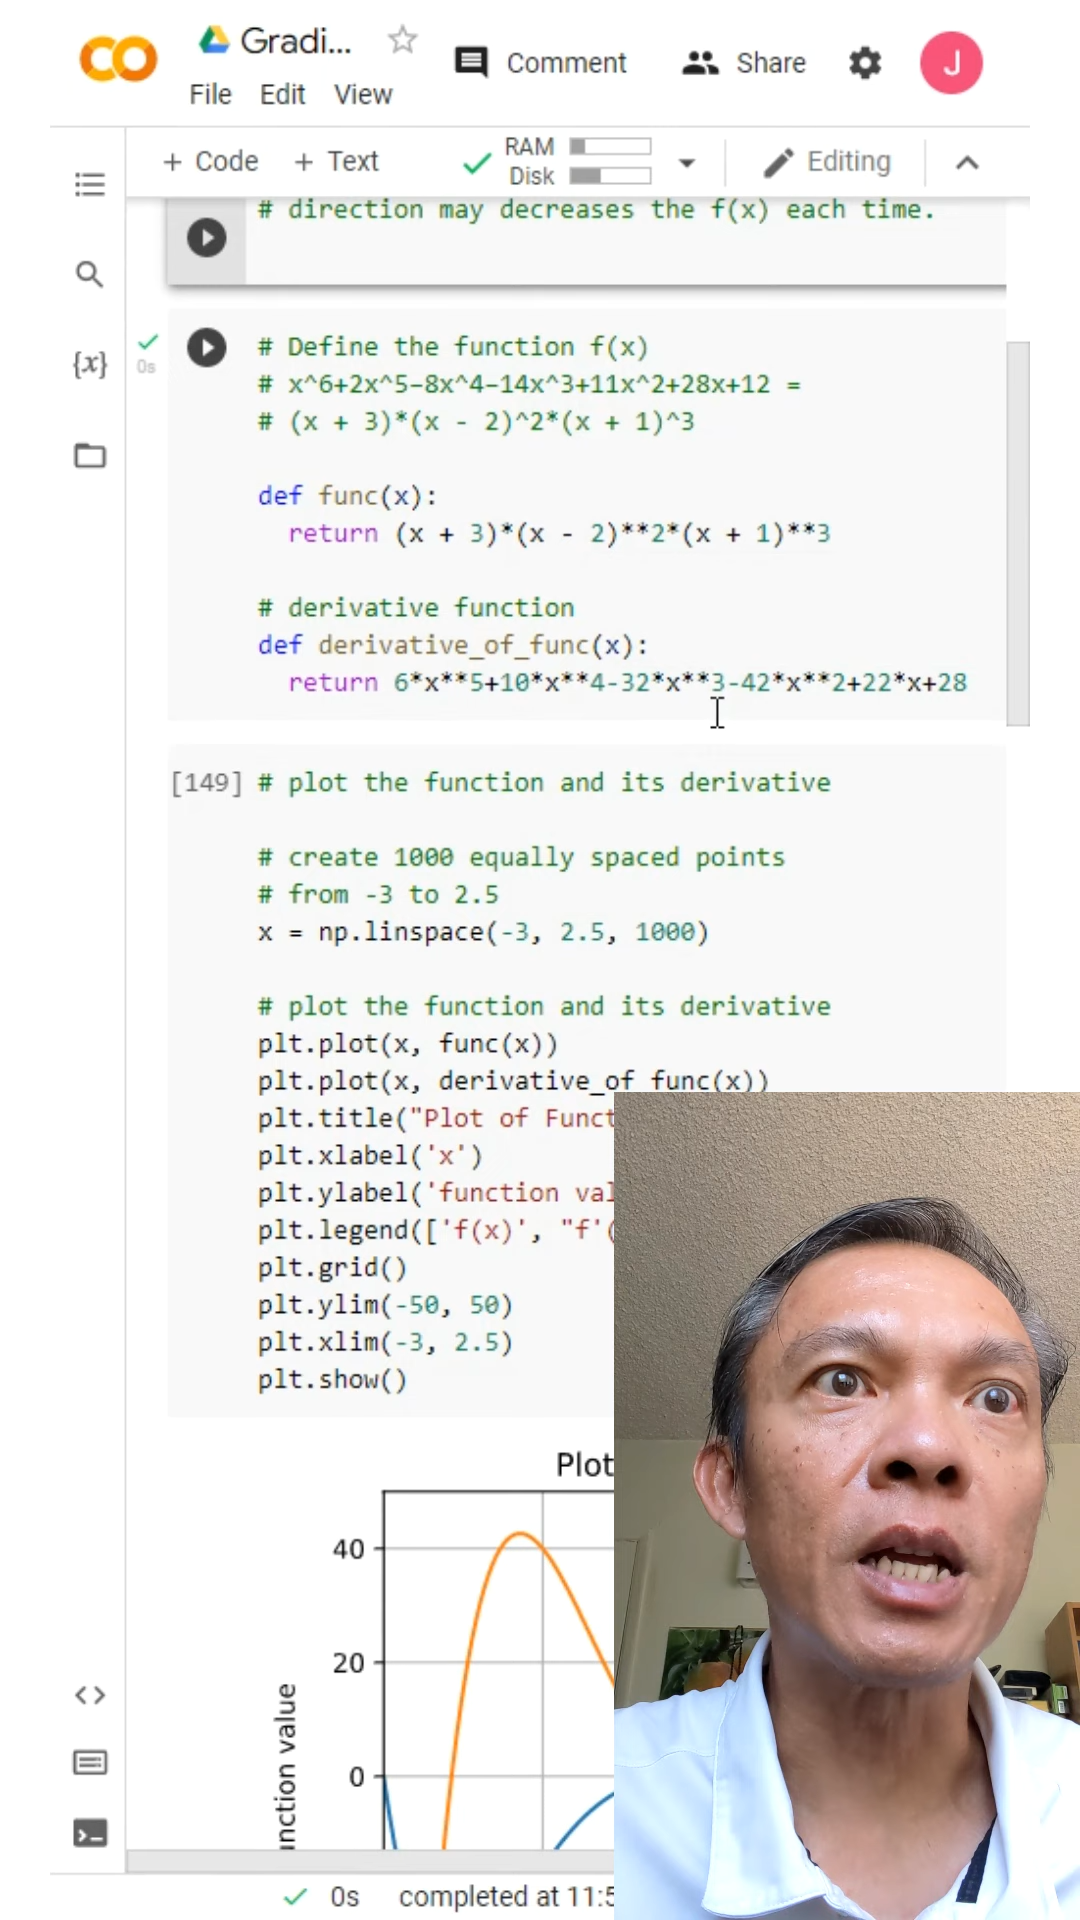 Gradi...
Comment
Share
J
File Edit View
+ Code + Text
RAM
Disk
Editing
# direction may decreases the f(x) each time.
{x}
0s
# Define the function f(x)
# x^6+2x^5-8x^4-14x^3+11x^2+28x+12 =
# (x + 3)*(x - 2)^2*(x + 1)^3
def func(x):
return (x + 3)*(x - 2)**2*(x + 1)**3
# derivative function
def derivative_of_func(x):
return 6*x**5+10*x**4-32*x**3-42*x**2+22*x+28
[149] # plot the function and its derivative
# create 1000 equally spaced points
# from -3 to 2.5
x = np.linspace(-3, 2.5, 1000)
# plot the function and its derivative
plt.plot(x, func(x))
plt.plot(x, derivative_of_func(x))
plt.title("Plot of Funct
plt.xlabel('x')
plt.ylabel('function val
plt.legend(['f(x)', "f'(
plt.grid()
plt.ylim(-50, 50)
plt.xlim(-3, 2.5)
plt.show()
Plot
40
20
0
nction value
0s completed at 11:5